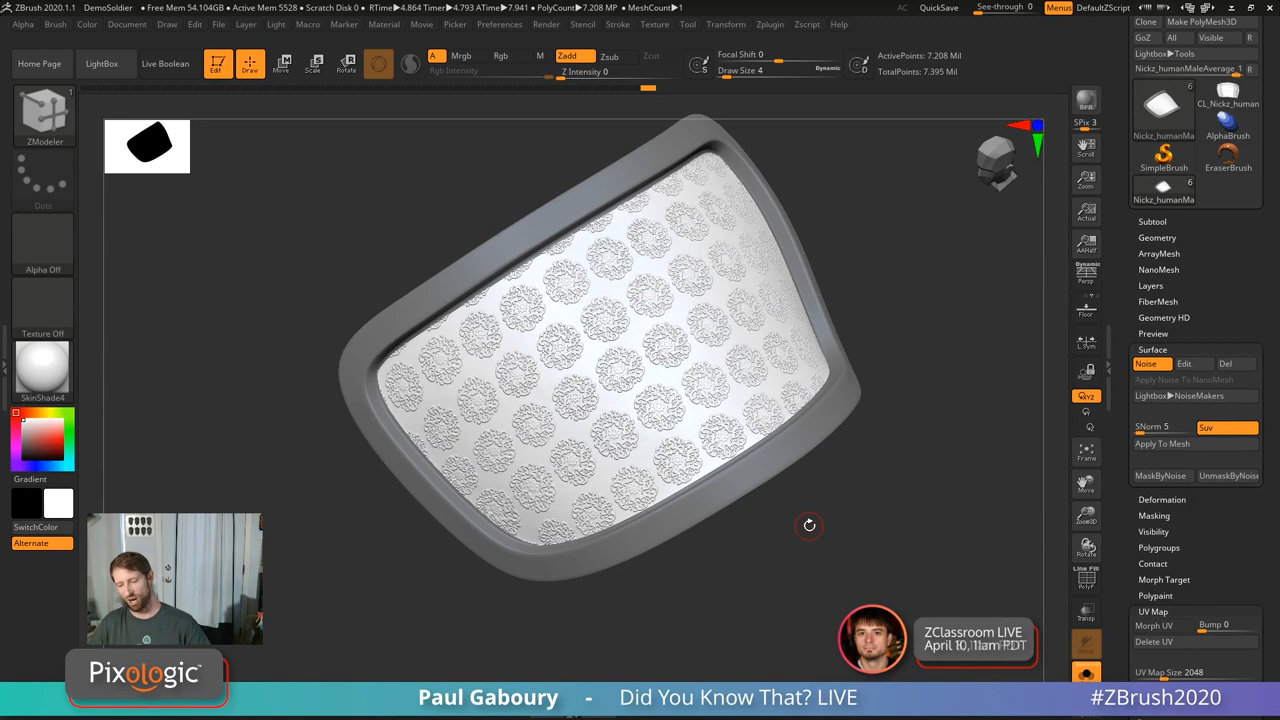 ZBrush 2020.1.1 DemoSoldier • Free Mem 54.104GB • Active Mem 5528 • Scratch Disk 0 • RTime▶4.864 Timer▶4.793 ATime▶7.941 • PolyCount▶7.208 MP • MeshCount▶1 AC QuickSave See-through 0 Menus DefaultZScript
Alpha Brush Color Document Draw Edit File Layer Light Macro Marker Material Movie Picker Preferences Render Stencil Stroke Texture Tool Transform Zplugin Zscript Help
Home Page LightBox Live Boolean Edit Draw Move Scale Rotate
A Mrgb Rgb M Zadd Zsub Zcut
Rgb Intensity Z Intensity 0
Focal Shift 0
Draw Size 4 Dynamic
ActivePoints: 7.208 Mil
TotalPoints: 7.395 Mil
1
ZModeler
Dots
Alpha Off
Texture Off
SkinShade4
Gradient
SwitchColor
Alternate
BPR
SPix 3
Scroll
Zoom
Actual
AAHalf
Dynamic
Persp
Floor
L.Sym
XYZ
Frame
Move
Zoom3D
Rotate
Line Fill
PolyF
Transp
Ghost
Clone Make PolyMesh3D
GoZ All Visible R
Lightbox▶Tools
Nickz_humanMaleAverage_1 R
6
Nickz_humanMa
CL_Nickz_human
AlphaBrush
SimpleBrush
EraserBrush
6
Nickz_humanMa
Subtool
Geometry
ArrayMesh
NanoMesh
Layers
FiberMesh
Geometry HD
Preview
Surface
Noise Edit Del
Apply Noise To NanoMesh
Lightbox▶NoiseMakers
SNorm 5 Suv
Apply To Mesh
MaskByNoise UnmaskByNoise
Deformation
Masking
Visibility
Polygroups
Contact
Morph Target
Polypaint
UV Map
Morph UV Bump 0
Delete UV
UV Map Size 2048
ZClassroom LIVE
Pixologic™
Paul Gaboury - Did You Know That? LIVE #ZBrush2020